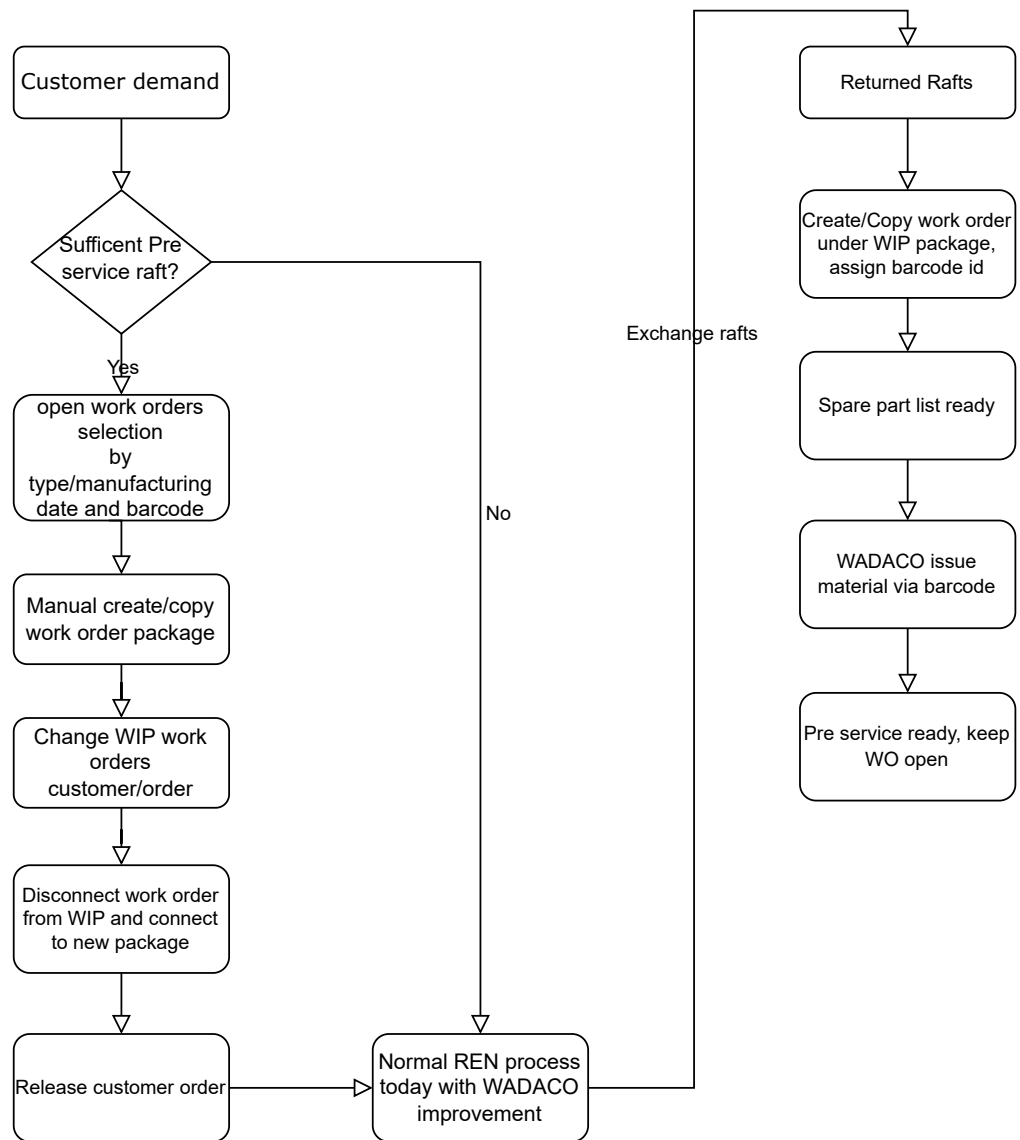 Customer demand
Sufficent Pre
service raft?
Yes
open work orders
selection
by
type/manufacturing
date and barcode
No
Manual create/copy
work order package
Change WIP work
orders
customer/order
Disconnect work order
from WIP and connect
to new package
Release customer order
Normal REN process
today with WADACO
improvement
Exchange rafts
Returned Rafts
Create/Copy work order
under WIP package,
assign barcode id
Spare part list ready
WADACO issue
material via barcode
Pre service ready, keep
WO open